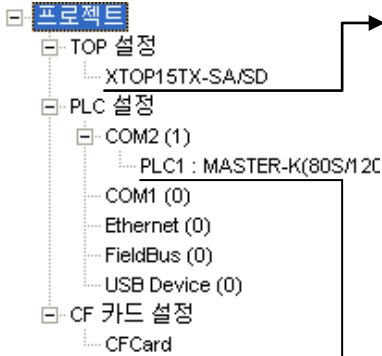 프로젝트
TOP 설정
XTOP15TX-SA/SD
PLC 설정
COM2 (1)
PLC1 : MASTER-K(80S/120
COM1 (0)
Ethernet (0)
FieldBus (0)
USB Device (0)
CF 카드 설정
CFCard